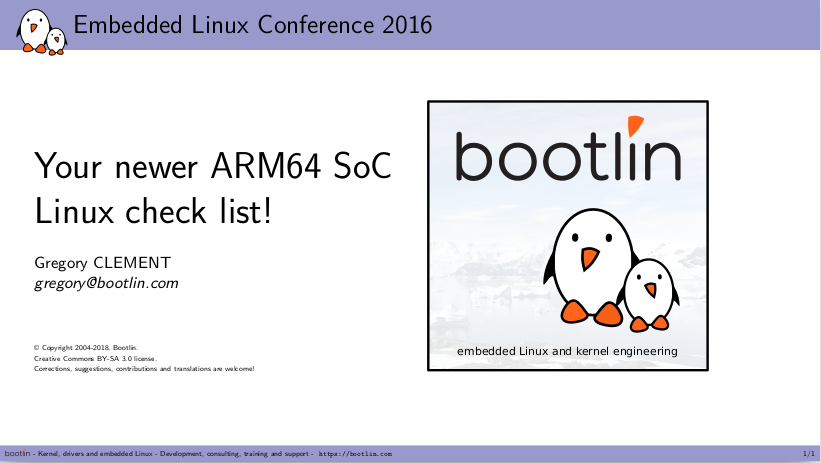 Embedded Linux Conference 2016
Your newer ARM64 SoC
Linux check list!
Gregory CLEMENT
gregory@bootlin.com
© Copyright 2004-2018, Bootlin.
Creative Commons BY-SA 3.0 license.
Corrections, suggestions, contributions and translations are welcome!
bootlin
embedded Linux and kernel engineering
bootlin - Kernel, drivers and embedded Linux - Development, consulting, training and support - https://bootlin.com 1/1